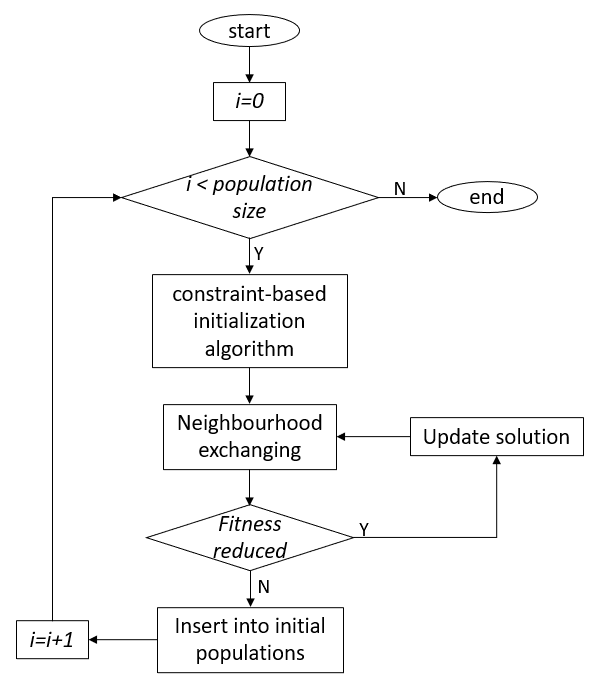 start
i=0
i < population
size
N
end
Y
constraint-based
initialization
algorithm
Neighbourhood
exchanging
Update solution
Fitness
reduced
Y
N
Insert into initial
populations
i=i+1